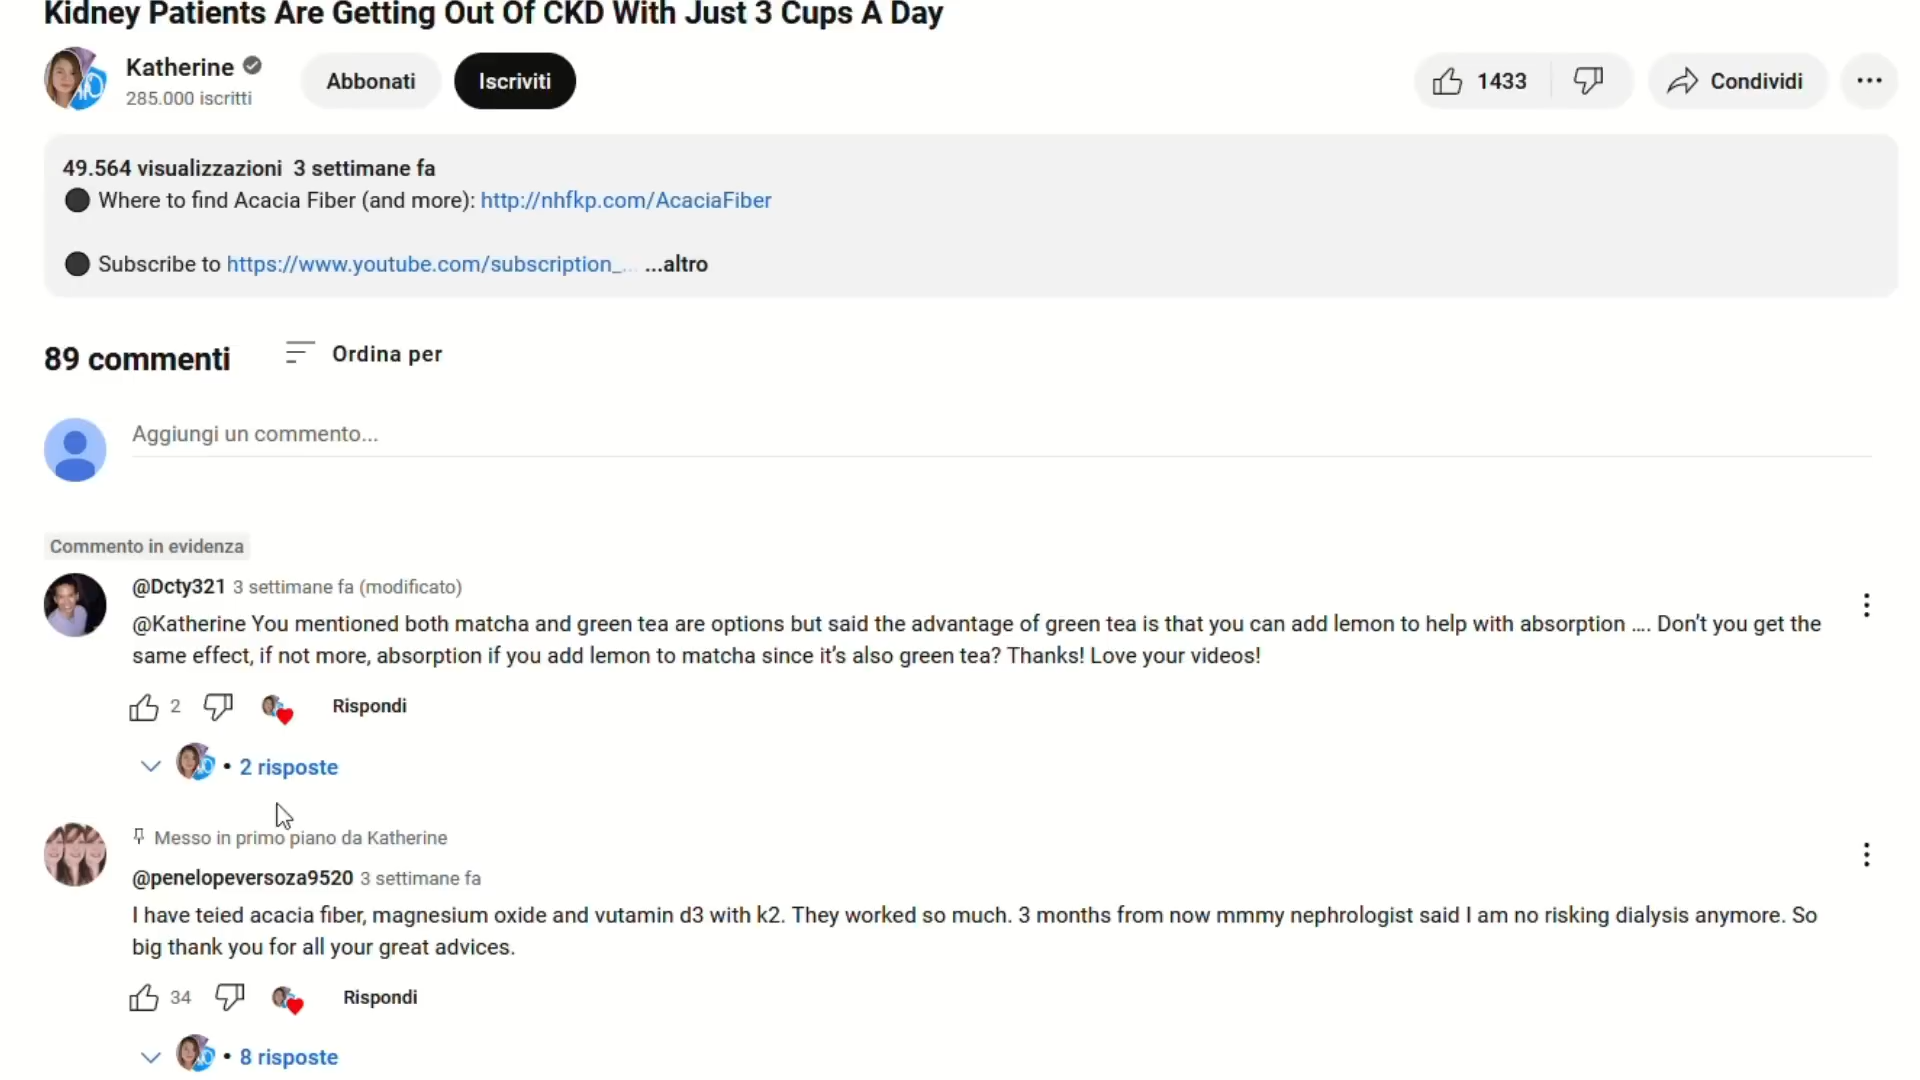 Kidney Patients Are Getting Out Of CKD With Just 3 Cups A Day
Katherine
285.000 iscritti
Abbonati
Iscriviti
1433
Condividi
49.564 visualizzazioni 3 settimane fa
Where to find Acacia Fiber (and more): http://nhfkp.com/AcaciaFiber
Subscribe to https://www.youtube.com/subscription_... ...altro
89 commenti
Ordina per
Aggiungi un commento...
Commento in evidenza
@Dcty321 3 settimane fa (modificato)
@Katherine You mentioned both matcha and green tea are options but said the advantage of green tea is that you can add lemon to help with absorption .... Don't you get the
same effect, if not more, absorption if you add lemon to matcha since it's also green tea? Thanks! Love your videos!
2
Rispondi
• 2 risposte
Messo in primo piano da Katherine
@penelopeversoza9520 3 settimane fa
I have teied acacia fiber, magnesium oxide and vutamin d3 with k2. They worked so much. 3 months from now mmmy nephrologist said I am no risking dialysis anymore. So
big thank you for all your great advices.
34
Rispondi
• 8 risposte